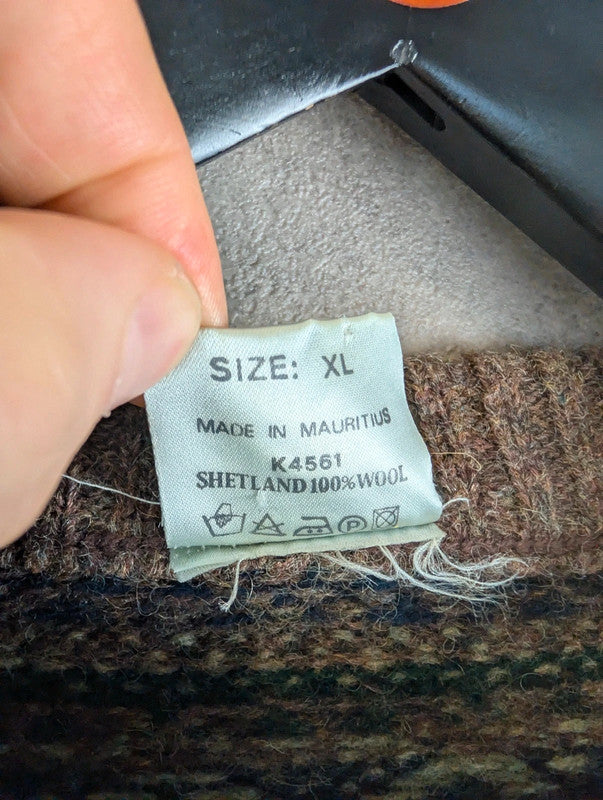 SIZE: XL
MADE IN MAURITIUS
K4561
SHETLAND 100% WOOL
P